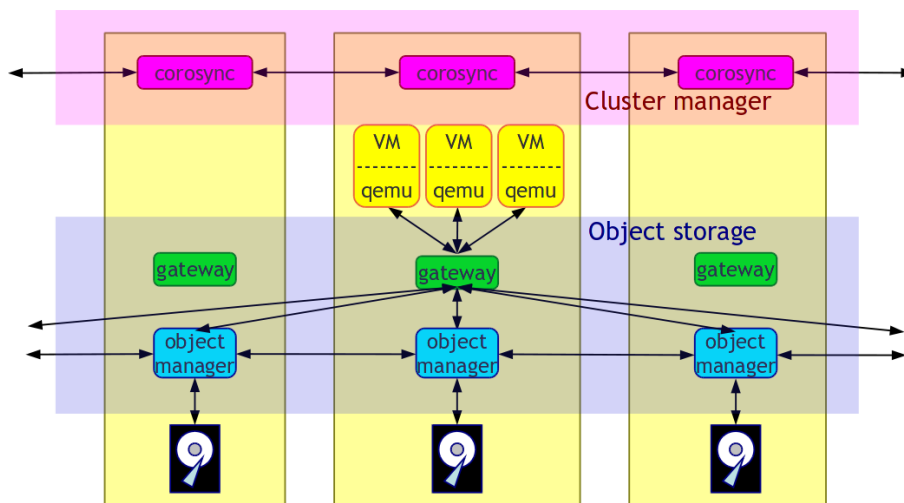 corosync corosync corosync
Cluster manager
VM VM VM
qemu qemu qemu
Object storage
gateway gateway gateway
object object object
manager manager manager